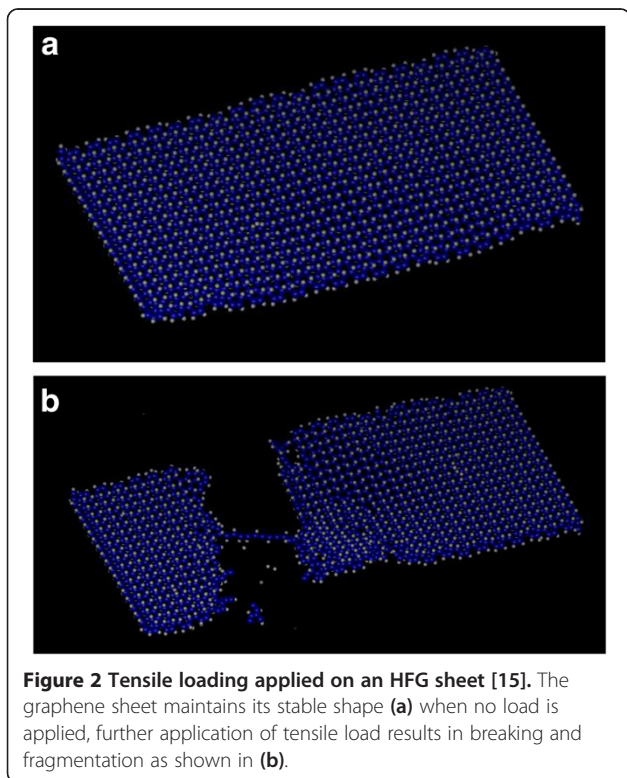 a
b
Figure 2 Tensile loading applied on an HFG sheet [15]. The
graphene sheet maintains its stable shape (a) when no load is
applied, further application of tensile load results in breaking and
fragmentation as shown in (b).